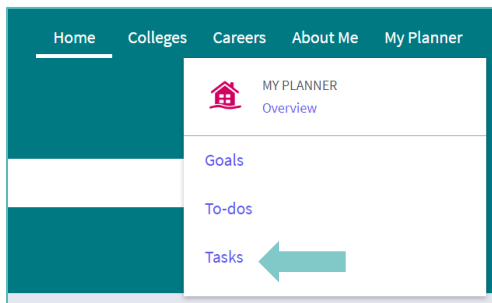 Home Colleges Careers About Me My Planner
MY PLANNER
Overview
Goals
To-dos
Tasks